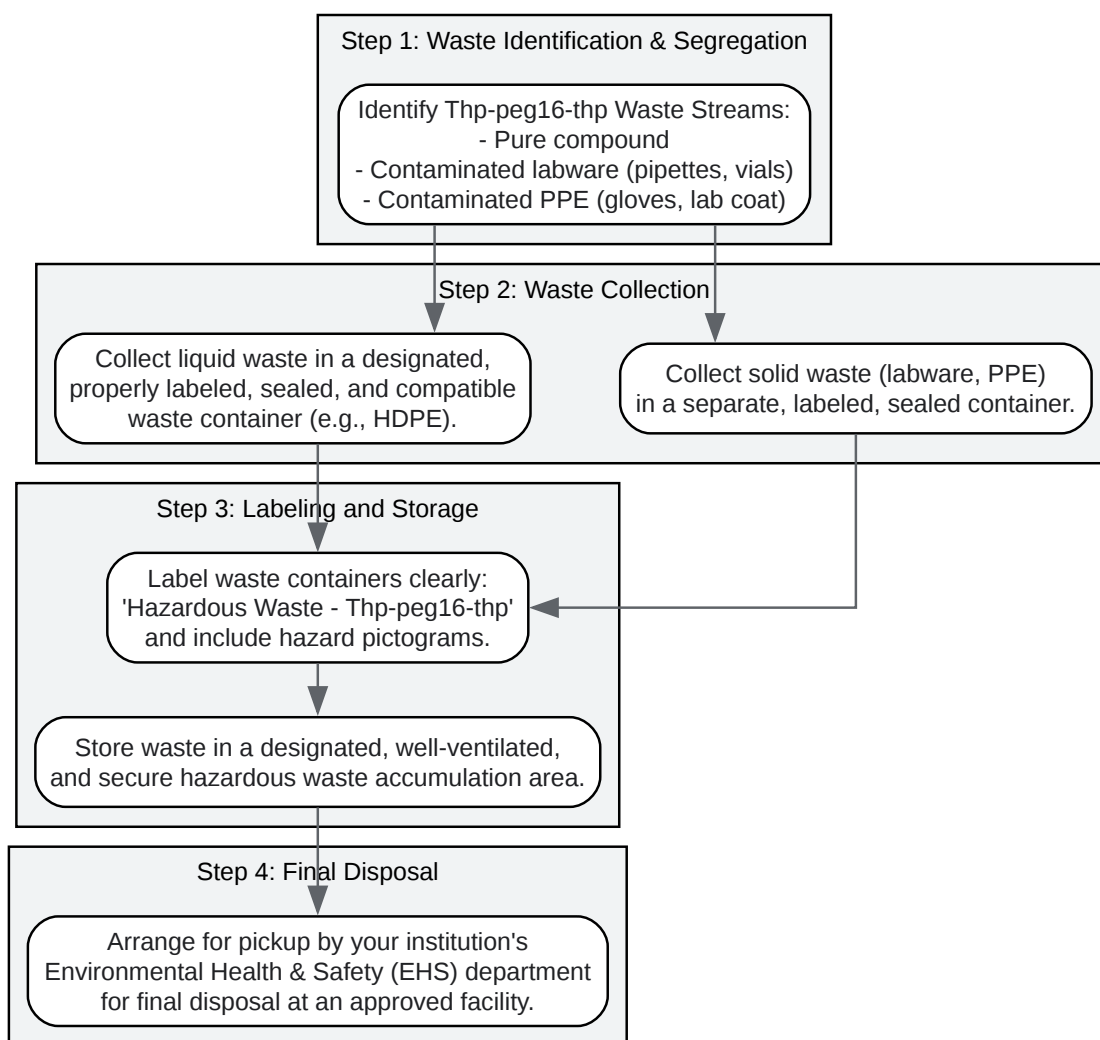 Step 1: Waste Identification & Segregation
Identify Thp-peg16-thp Waste Streams:
- Pure compound
- Contaminated labware (pipettes, vials)
- Contaminated PPE (gloves, lab coat)
Step 2: Waste Collection
Collect liquid waste in a designated,
properly labeled, sealed, and compatible
waste container (e.g., HDPE).
Collect solid waste (labware, PPE)
in a separate, labeled, sealed container.
Step 3: Labeling and Storage
Label waste containers clearly:
'Hazardous Waste - Thp-peg16-thp'
and include hazard pictograms.
Store waste in a designated, well-ventilated,
and secure hazardous waste accumulation area.
Step 4: Final Disposal
Arrange for pickup by your institution's
Environmental Health & Safety (EHS) department
for final disposal at an approved facility.